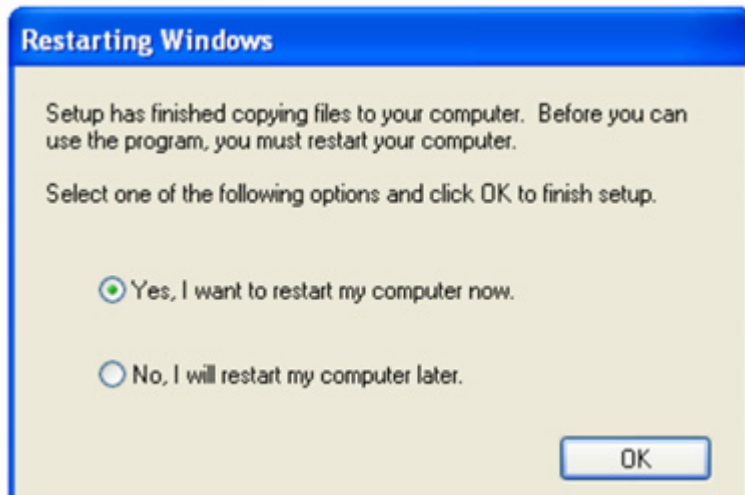 Restarting Windows
Setup has finished copying files to your computer.  Before you can
use the program, you must restart your computer.
Select one of the following options and click OK to finish setup.
Yes, I want to restart my computer now.
No, I will restart my computer later.
OK